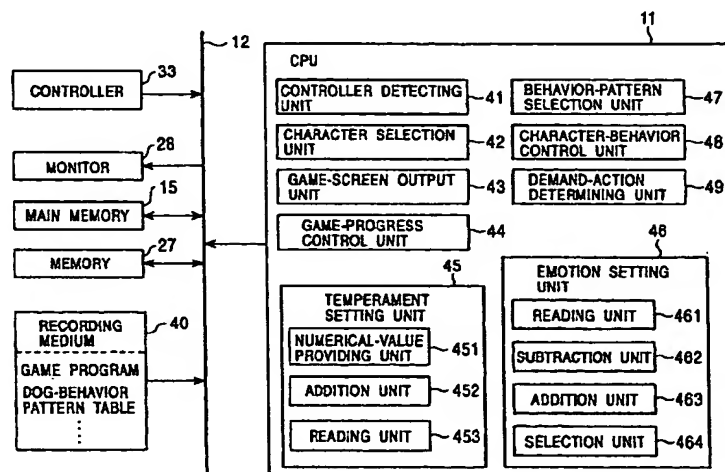 11
12
CPU
33
CONTROLLER
CONTROLLER DETECTING
UNIT
41
BEHAVIOR-PATTERN
SELECTION UNIT
47
28
MONITOR
CHARACTER SELECTION
UNIT
42
CHARACTER-BEHAVIOR
CONTROL UNIT
48
15
MAIN MEMORY
GAME-SCREEN OUTPUT
UNIT
43
DEMAND-ACTION
DETERMINING UNIT
49
27
MEMORY
GAME-PROGRESS
CONTROL UNIT
44
45
46
40
RECORDING
MEDIUM
GAME PROGRAM
DOG-BEHAVIOR
PATTERN TABLE
TEMPERAMENT
SETTING UNIT
NUMERICAL-VALUE
PROVIDING UNIT
451
ADDITION UNIT
452
READING UNIT
453
EMOTION SETTING
UNIT
READING UNIT
461
SUBTRACTION UNIT
462
ADDITION UNIT
463
SELECTION UNIT
464